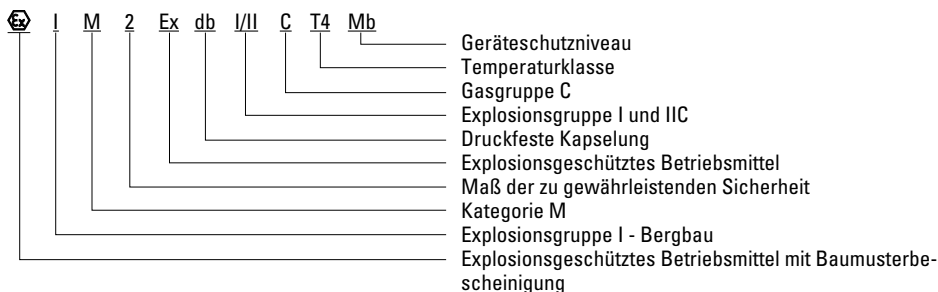 Ex I M 2 Ex db I/II C T4 Mb
Geräteschutzniveau
Temperaturklasse
Gasgruppe C
Explosionsgruppe I und IIC
Druckfeste Kapselung
Explosionsgeschütztes Betriebsmittel
Maß der zu gewährleistenden Sicherheit
Kategorie M
Explosionsgruppe I - Bergbau
Explosionsgeschütztes Betriebsmittel mit Baumusterbe-
scheinigung